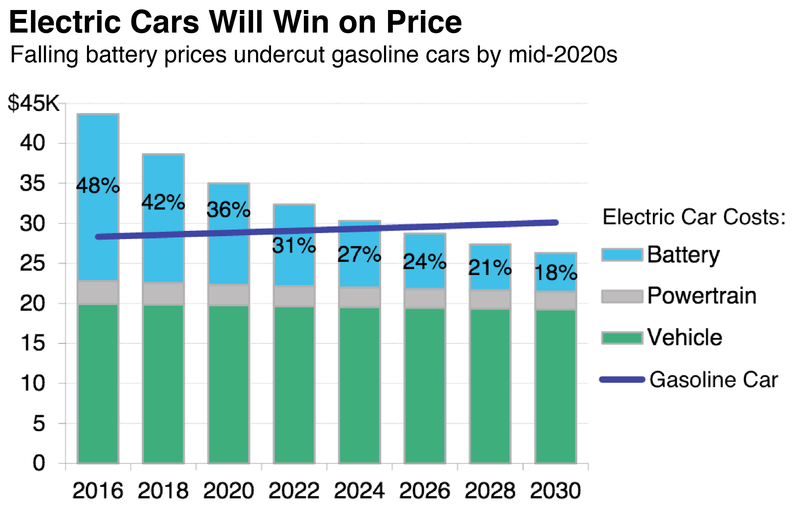 Electric Cars Will Win on Price
Falling battery prices undercut gasoline cars by mid-2020s
$45K
40
35
30
25
20
15
10
5
0
48%
42%
36%
31%
27%
24%
21%
18%
2016 2018 2020 2022 2024 2026 2028 2030
Electric Car Costs:
Battery
Powertrain
Vehicle
Gasoline Car